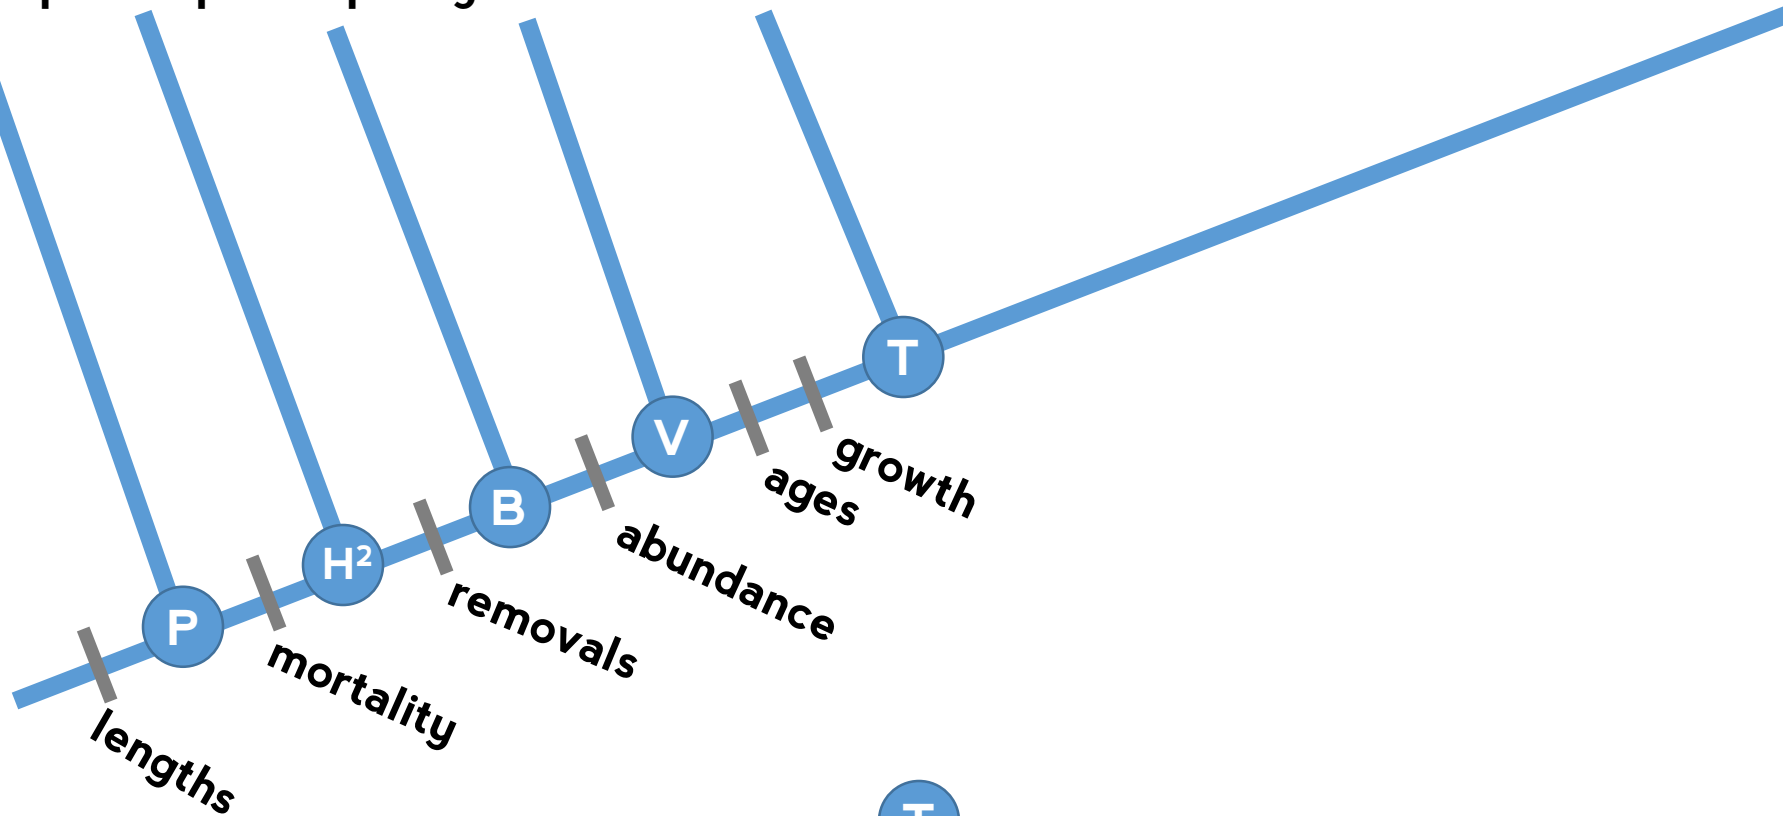 T
V
growth
ages
B
abundance
H²
removals
P
mortality
lengths
T